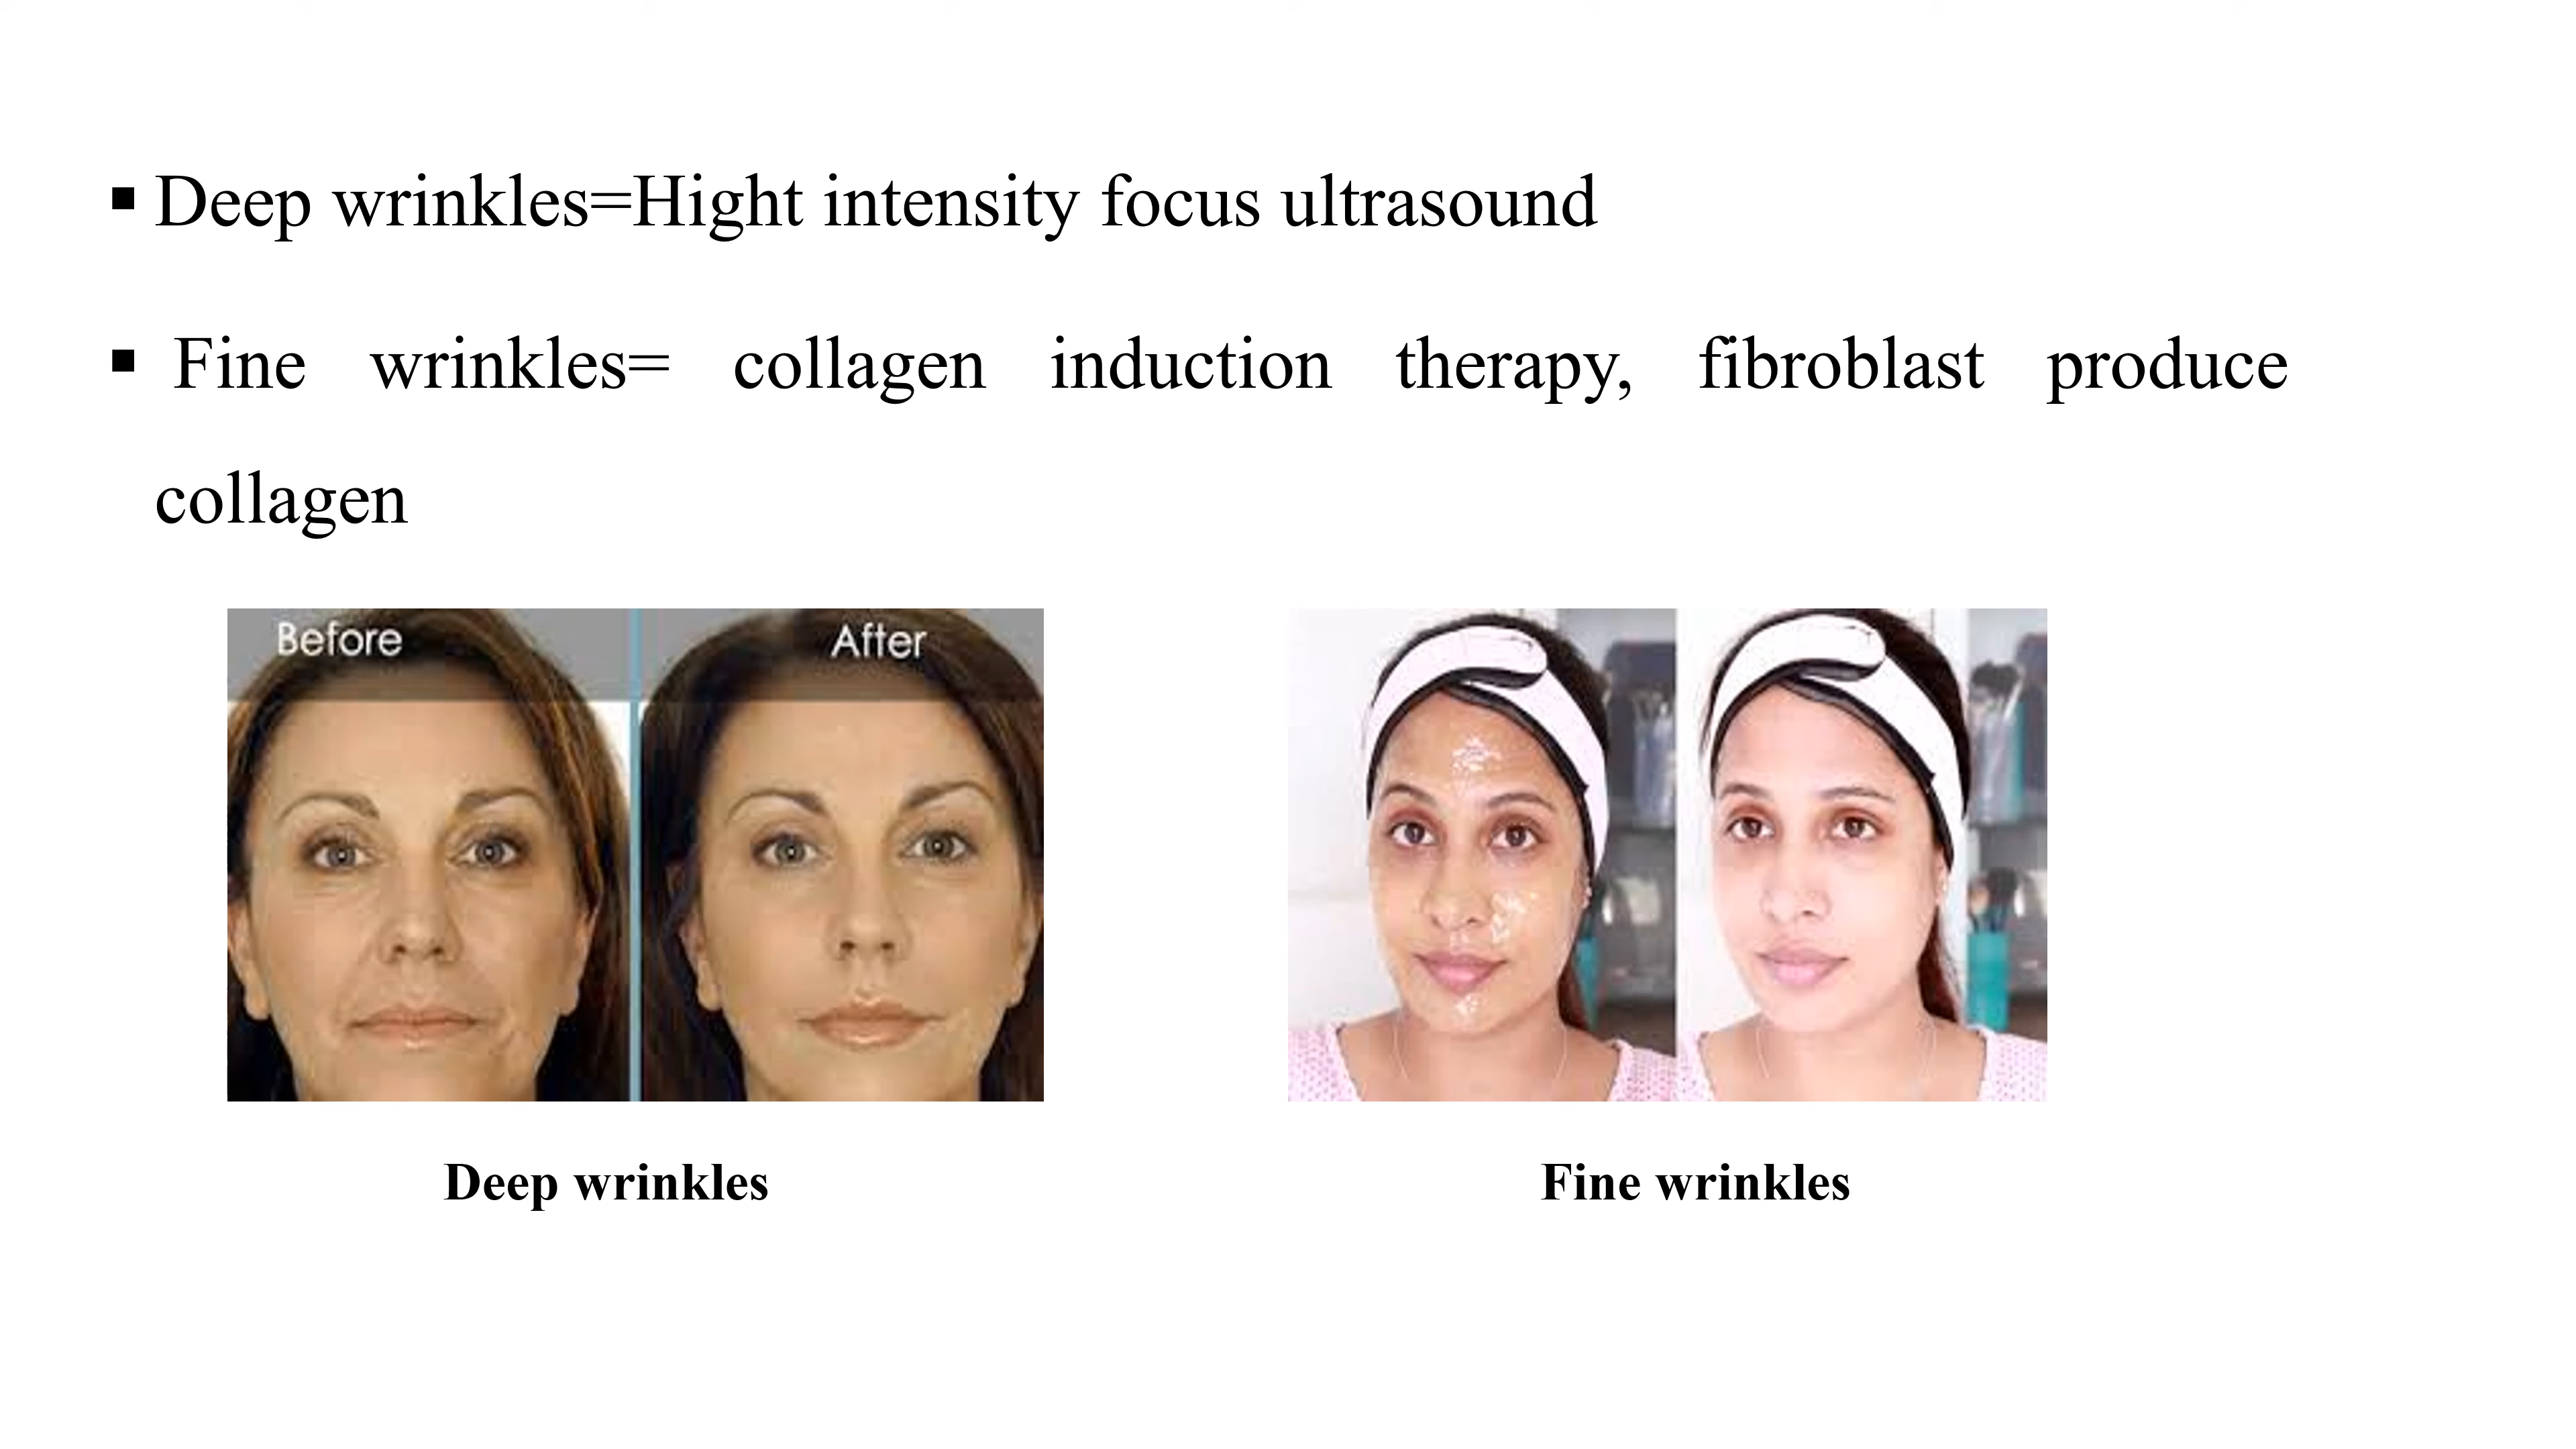 ▪ Deep wrinkles=Hight intensity focus ultrasound
▪ Fine wrinkles= collagen induction therapy, fibroblast produce
collagen
Before
After
Deep wrinkles
Fine wrinkles